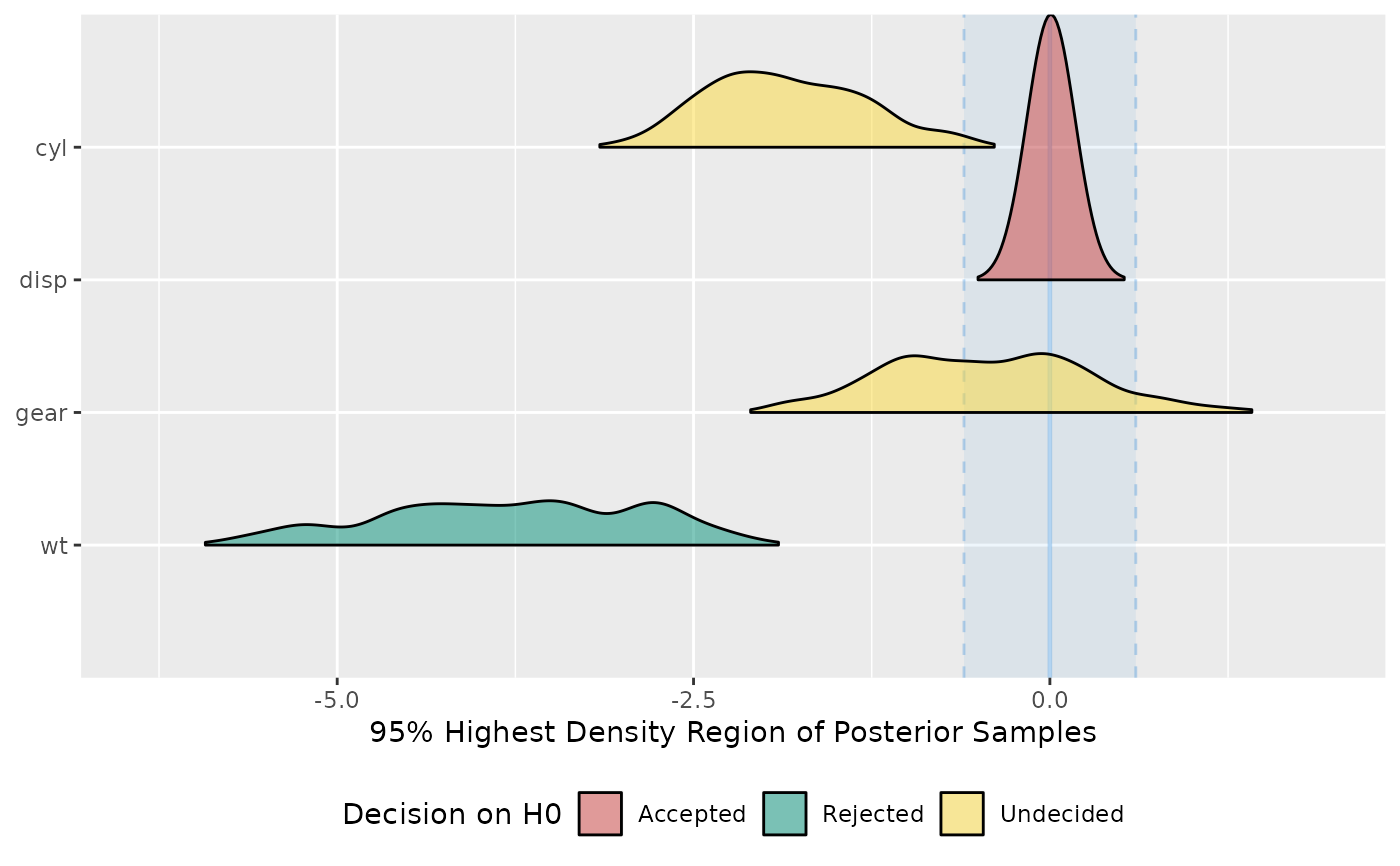 cyl
disp
gear
wt
-5.0 -2.5 0.0
95% Highest Density Region of Posterior Samples
Decision on H0 Accepted Rejected Undecided